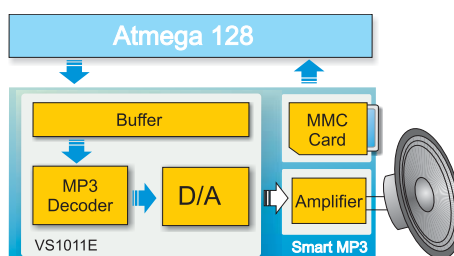 Atmega 128
Buffer
MMC
Card
MP3
Decoder
D/A
Amplifier
VS1011E
Smart MP3